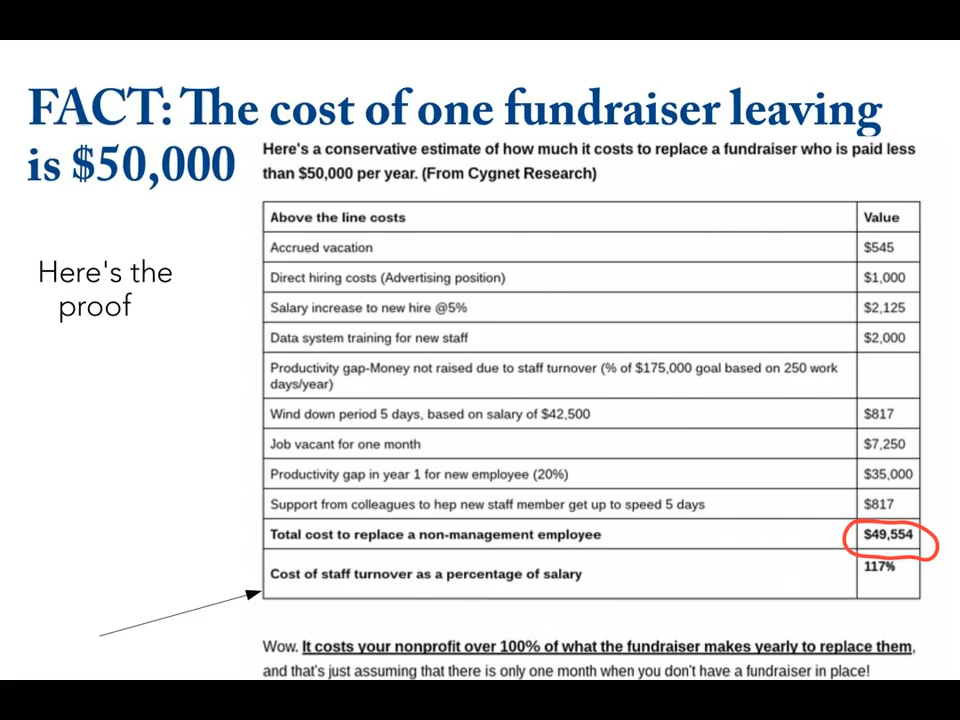 FACT: The cost of one fundraiser leaving
is $50,000
Here's a conservative estimate of how much it costs to replace a fundraiser who is paid less
than $50,000 per year. (From Cygnet Research)
Here's the
proof
Above the line costs Value
Accrued vacation $545
Direct hiring costs (Advertising position) $1,000
Salary increase to new hire @5% $2,125
Data system training for new staff $2,000
Productivity gap-Money not raised due to staff turnover (% of $175,000 goal based on 250 work
days/year)
Wind down period 5 days, based on salary of $42,500 $817
Job vacant for one month $7,250
Productivity gap in year 1 for new employee (20%) $35,000
Support from colleagues to hep new staff member get up to speed 5 days $817
Total cost to replace a non-management employee $49,554
Cost of staff turnover as a percentage of salary 117%
Wow. It costs your nonprofit over 100% of what the fundraiser makes yearly to replace them,
and that's just assuming that there is only one month when you don't have a fundraiser in place!